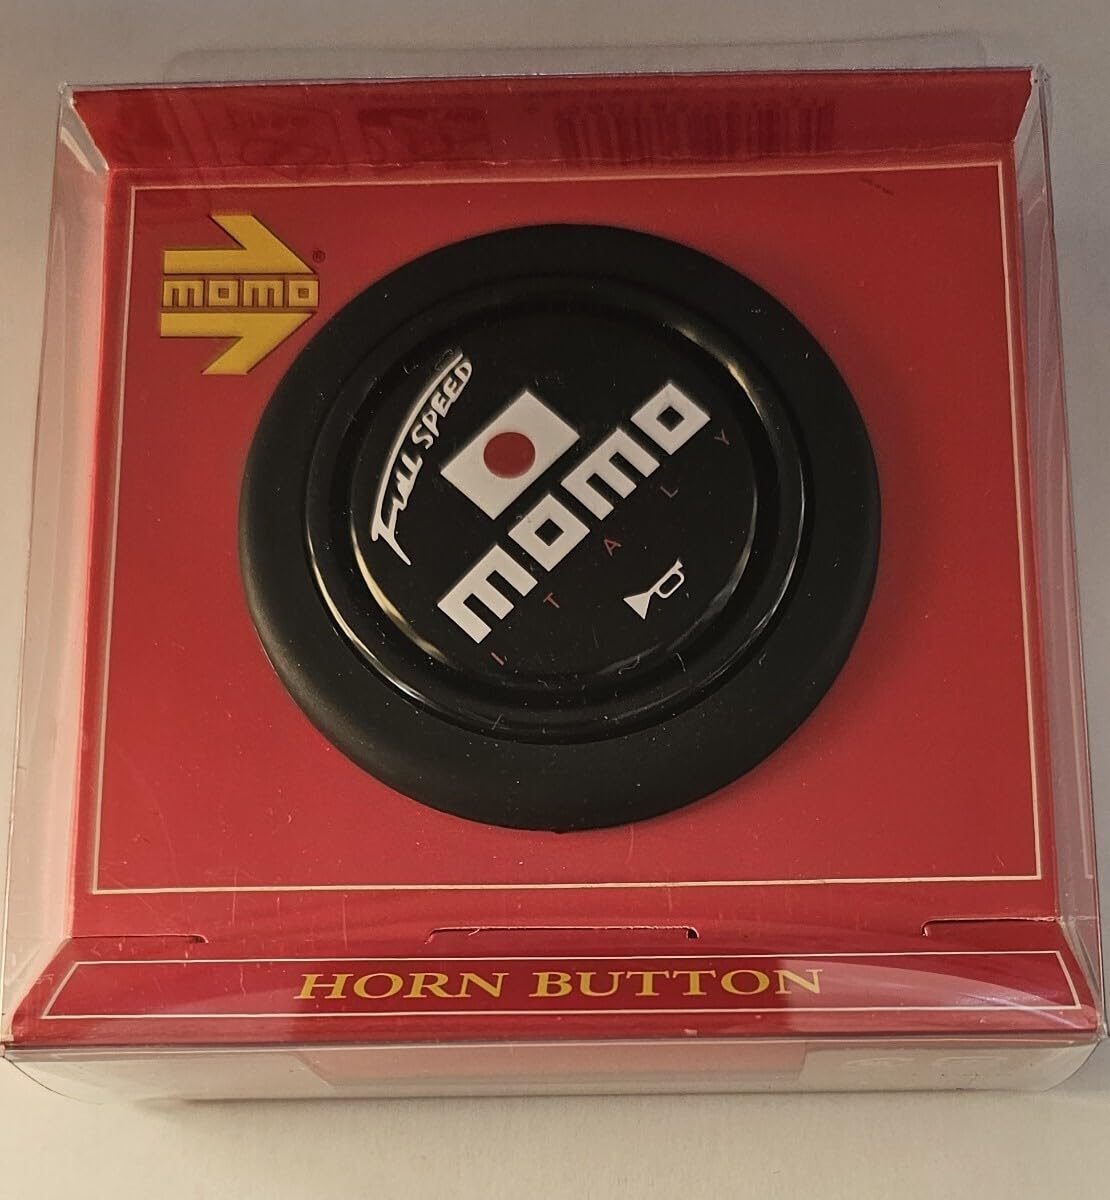 momo®
FULL SPEED
momo
ITALY
HORN BUTTON